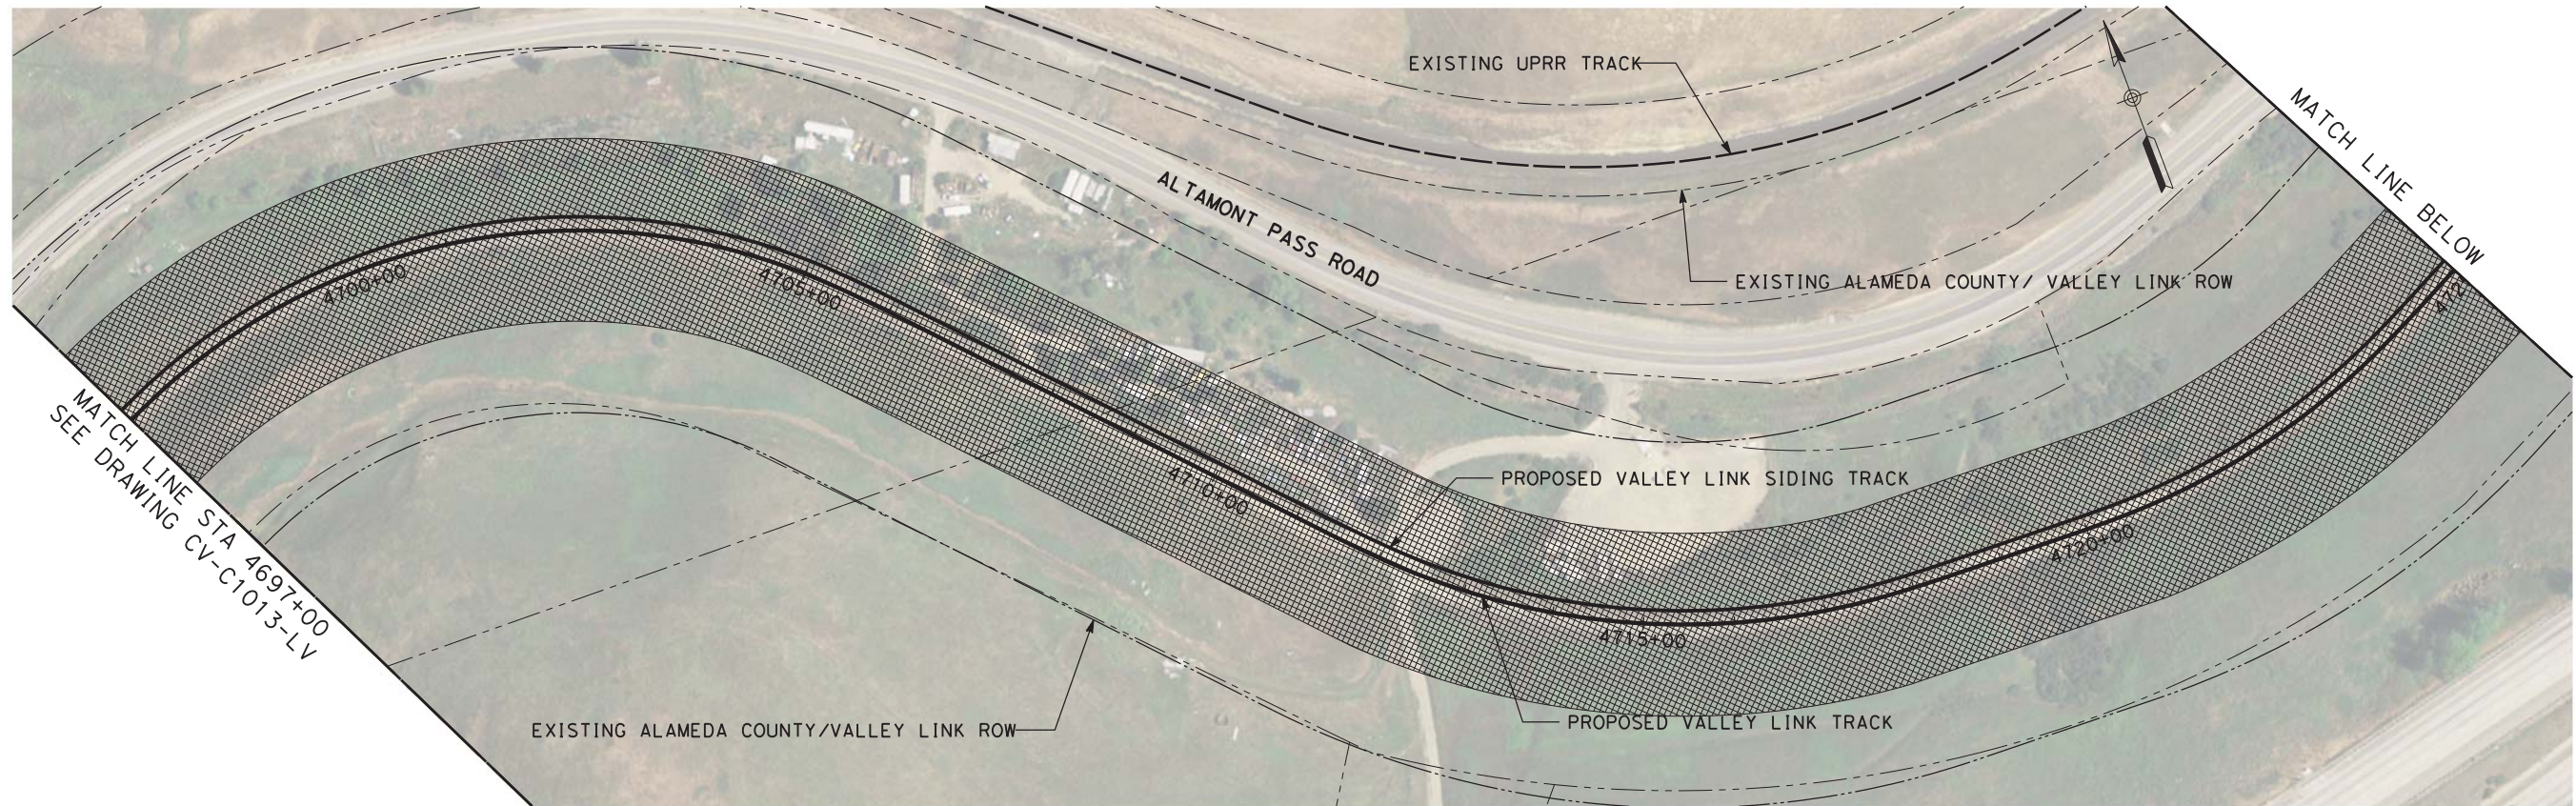 EXISTING UPRR TRACK
MATCH LINE BELOW
ALTAMONT PASS ROAD
EXISTING ALAMEDA COUNTY/ VALLEY LINK ROW
4700+00
4705+00
4710+00
4715+00
4720+00
PROPOSED VALLEY LINK SIDING TRACK
MATCH LINE STA 4697+00
SEE DRAWING CV-C1013-LV
EXISTING ALAMEDA COUNTY/VALLEY LINK ROW
PROPOSED VALLEY LINK TRACK